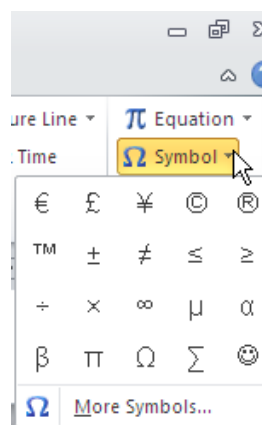 ure Line π Equation
Time Ω Symbol
€ £ ¥ © ®
™ ± ≠ ≤ ≥
÷ × ∞ µ α
β π Ω ∑ ☺
Ω More Symbols...